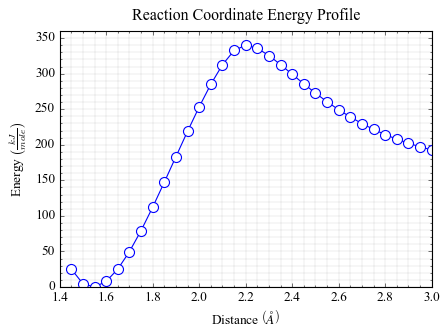 Reaction Coordinate Energy Profile
Energy (kJ/mole)
350
300
250
200
150
100
50
0
1.4 1.6 1.8 2.0 2.2 2.4 2.6 2.8 3.0
Distance (Å)